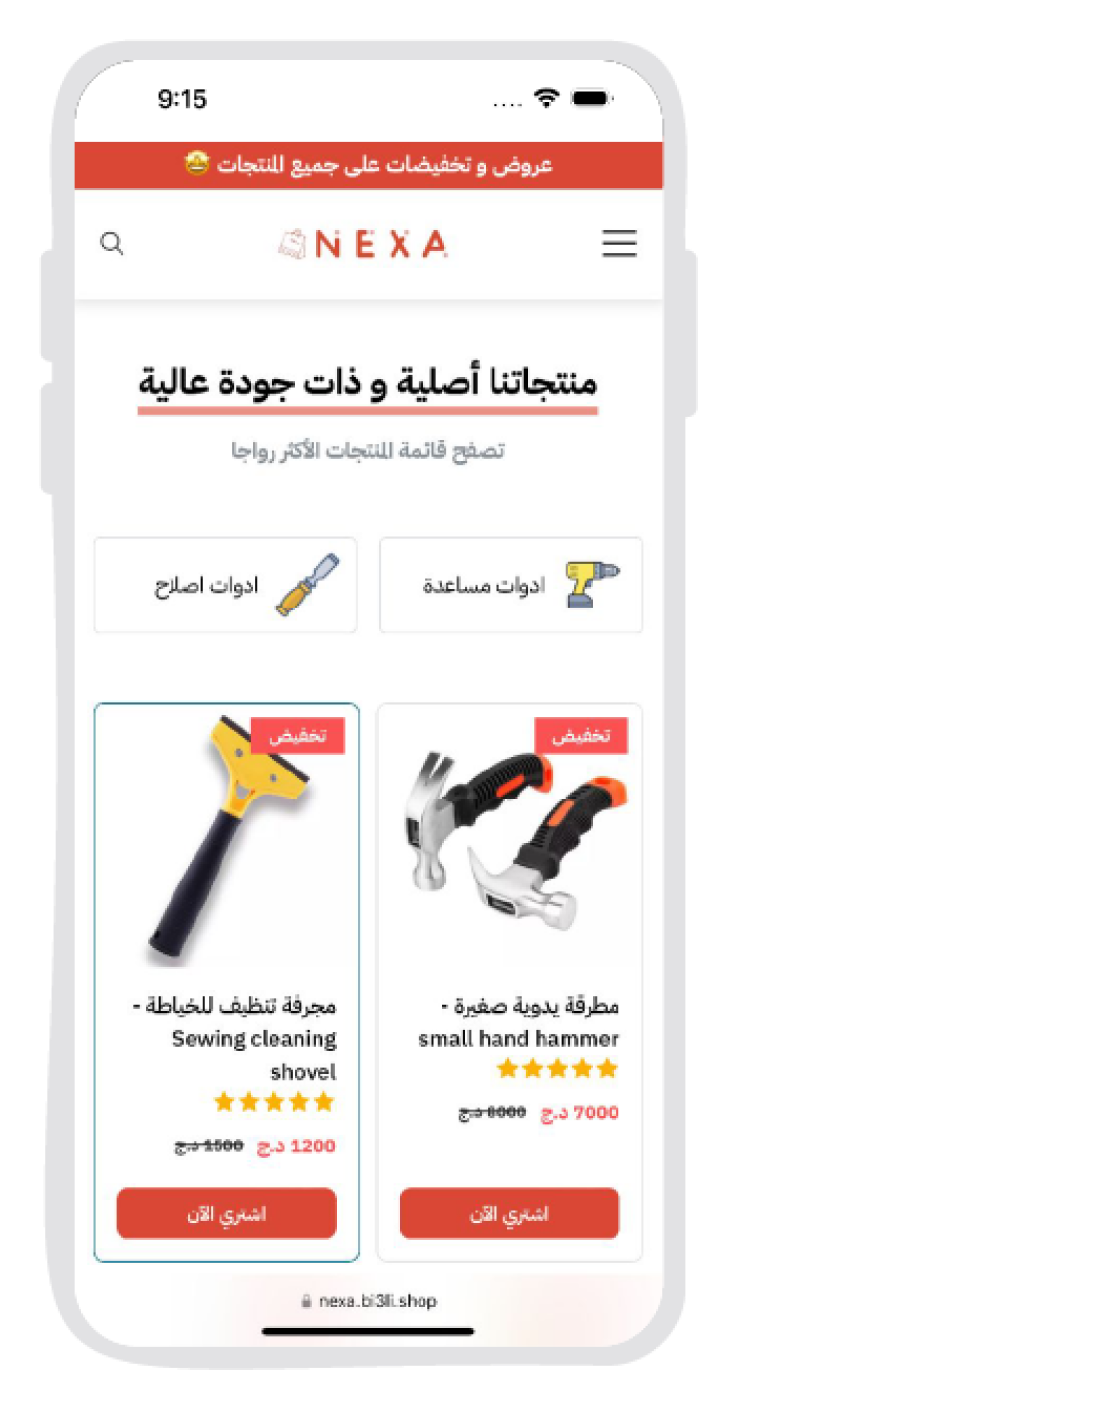 9:15
عروض و تخفيضات على جميع المنتجات 🤩
NEXA
منتجاتنا أصلية و ذات جودة عالية
تصفح قائمة المنتجات الأكثر رواجا
ادوات مساعدة
ادوات اصلاح
تخفيض
مطرقة يدوية صغيرة -
small hand hammer
7000 د.ج 8000 د.ج
اشتري الآن
تخفيض
مجرفة تنظيف للخياطة -
Sewing cleaning
shovel
1200 د.ج 1500 د.ج
اشتري الآن
nexa.bi3li.shop